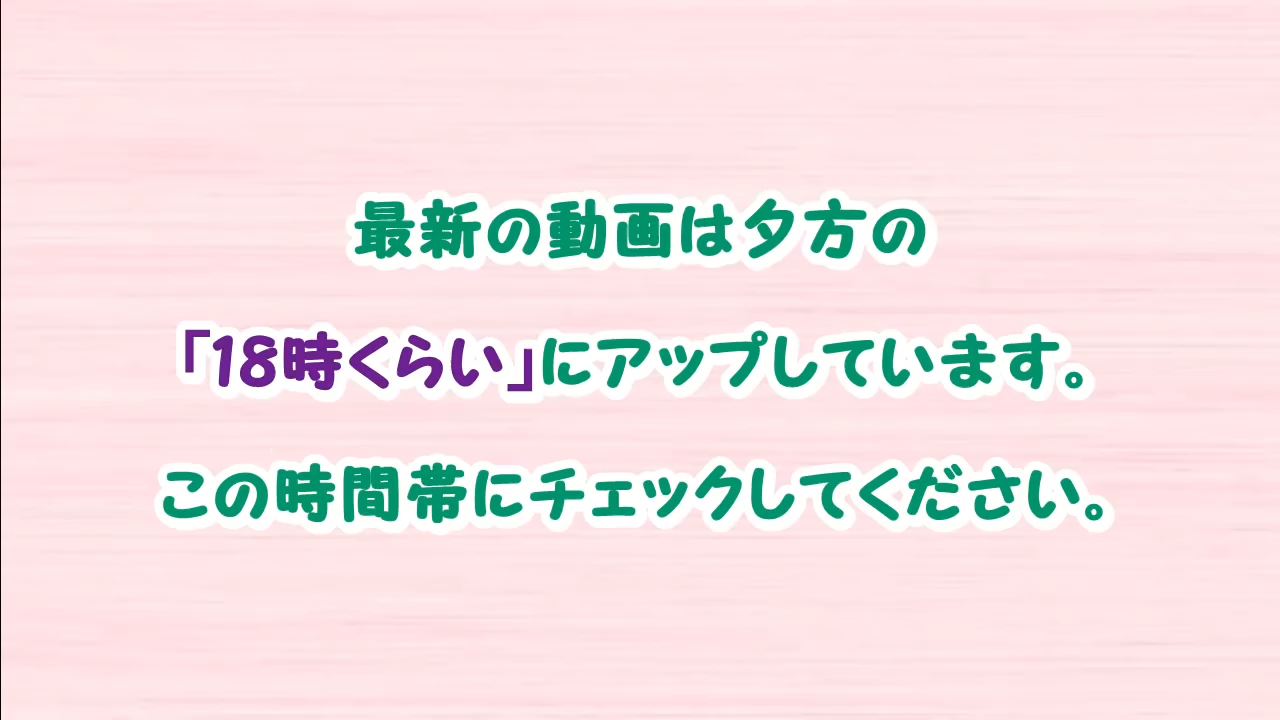 最新の動画は夕方の
「18時くらい」にアップしています。
この時間帯にチェックしてください。